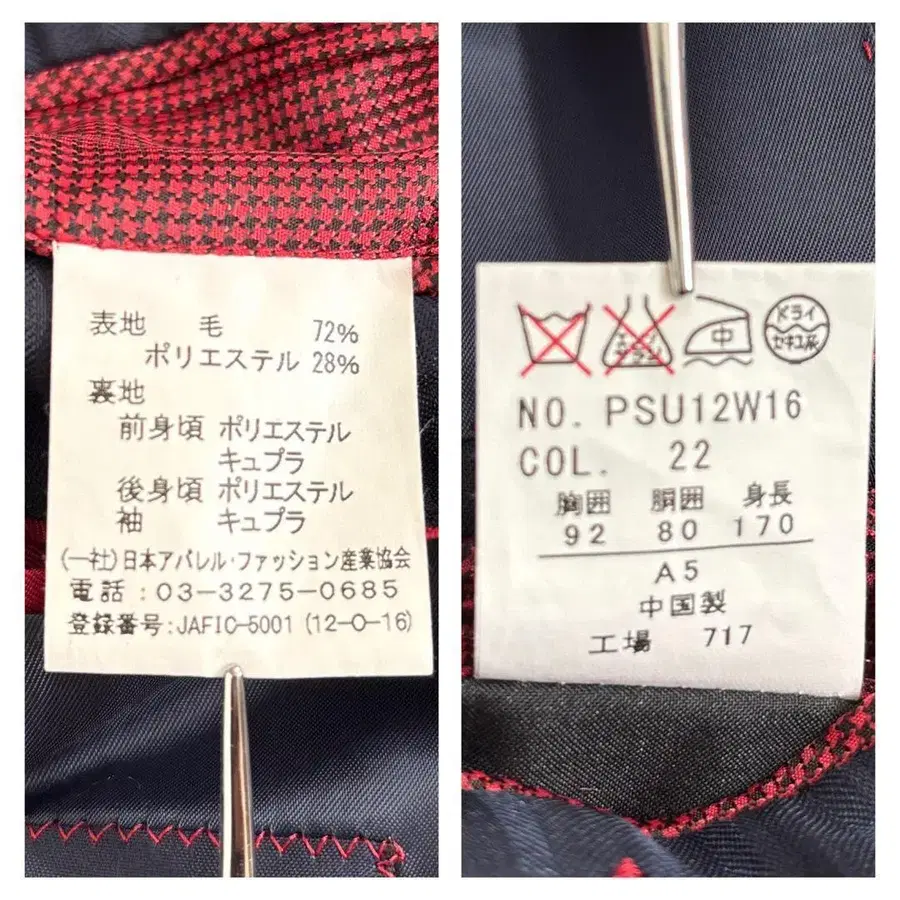 表地 毛 72%
ポリエステル 28%
裏地
前身頃 ポリエステル
キュプラ
後身頃 ポリエステル
袖 キュプラ
(一社)日本アパレル・ファッション産業協会
電話:03-3275-0685
登録番号:JAFIC-5001 (12-O-16)
中 ドライ
セキユ系
NO. PSU12W16
COL. 22
胸囲 胴囲 身長
92 80 170
A5
中国製
工場 717